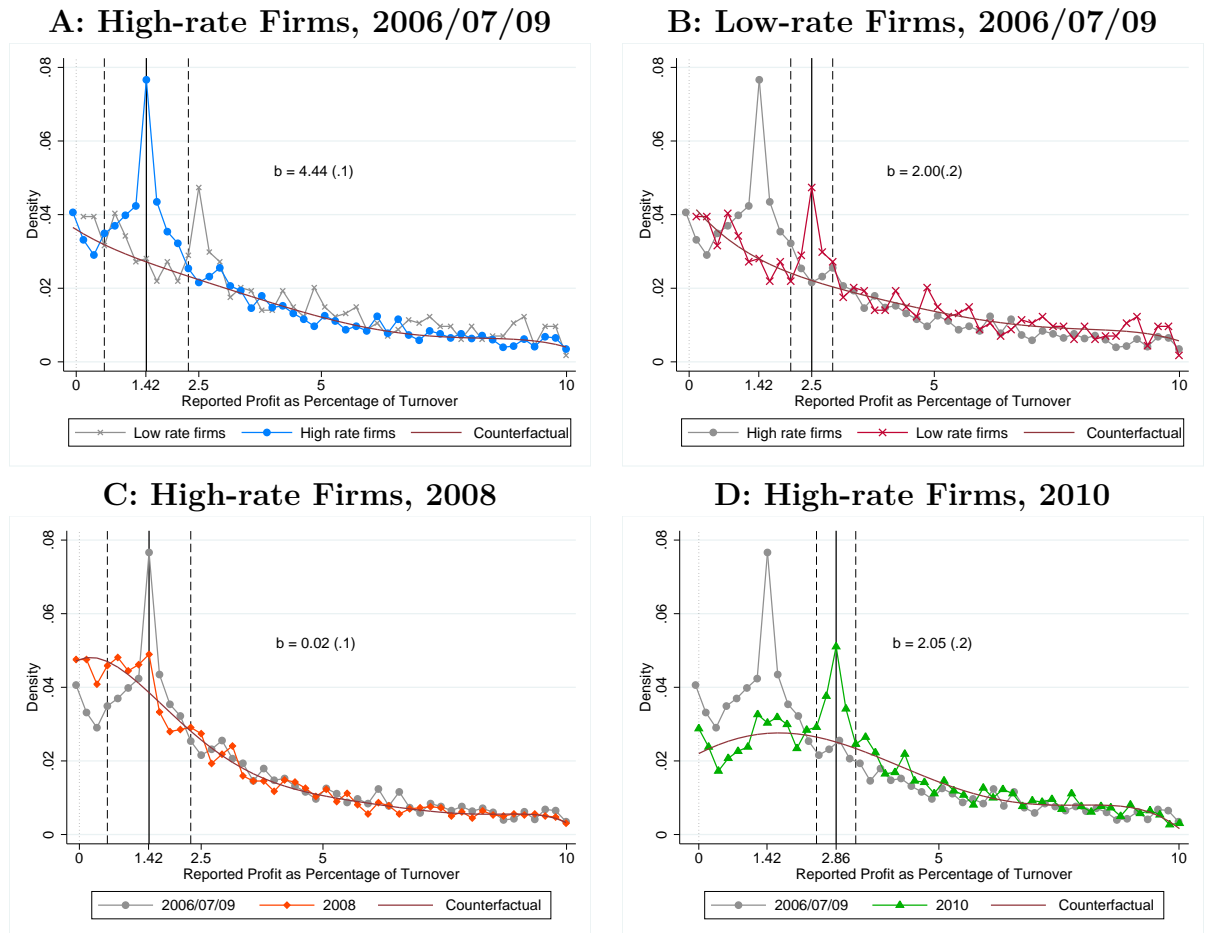 A: High-rate Firms, 2006/07/09
.08
.06
.04
.02
0
Density
b = 4.44 (.1)
0 1.42 2.5 5 10
Reported Profit as Percentage of Turnover
Low rate firms High rate firms Counterfactual
B: Low-rate Firms, 2006/07/09
.08
.06
.04
.02
0
Density
b = 2.00(.2)
0 1.42 2.5 5 10
Reported Profit as Percentage of Turnover
High rate firms Low rate firms Counterfactual
C: High-rate Firms, 2008
.08
.06
.04
.02
0
Density
b = 0.02 (.1)
0 1.42 2.5 5 10
Reported Profit as Percentage of Turnover
2006/07/09 2008 Counterfactual
D: High-rate Firms, 2010
.08
.06
.04
.02
0
Density
b = 2.05 (.2)
0 1.42 2.86 5 10
Reported Profit as Percentage of Turnover
2006/07/09 2010 Counterfactual